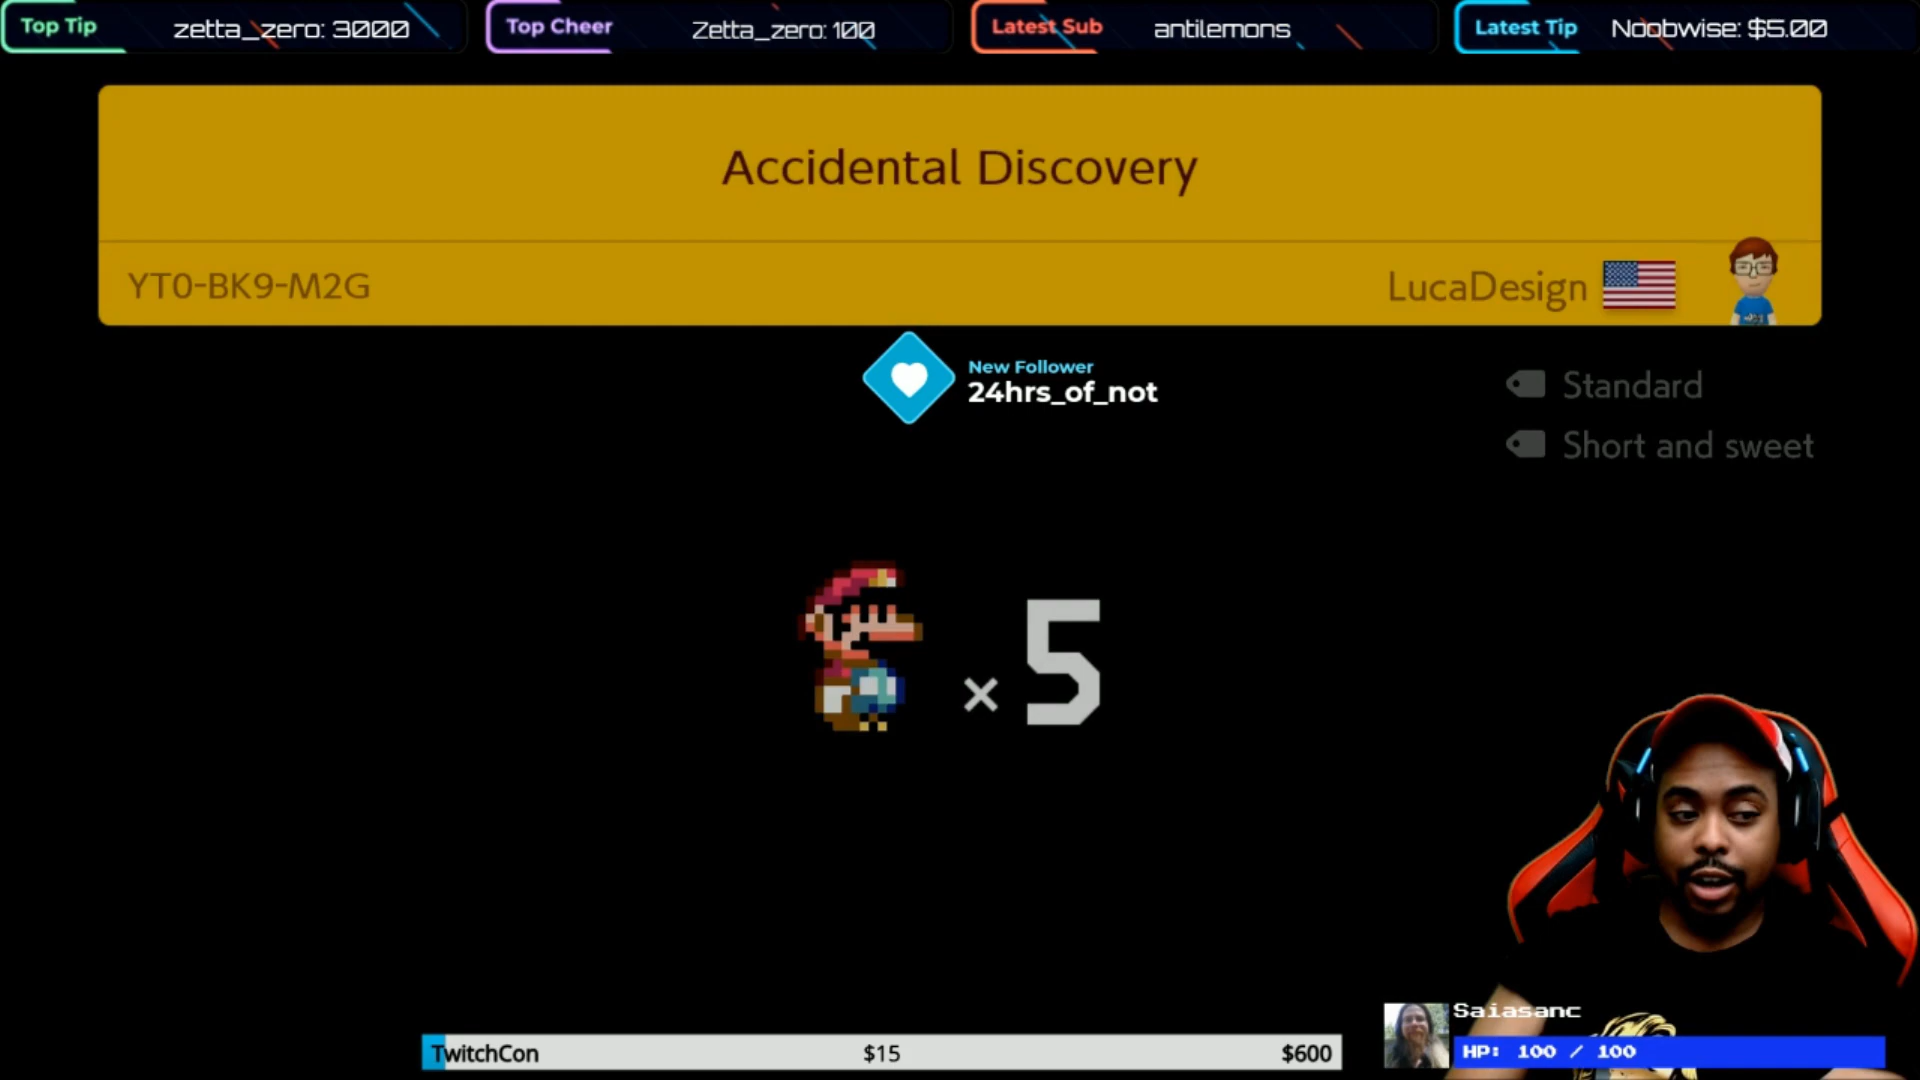 Top Tip
zetta_zero: 3000
Top Cheer
Zetta_zero: 100
Latest Sub
antilemons
Latest Tip
Noobwise: $5.00
Accidental Discovery
YT0-BK9-M2G
LucaDesign
New Follower
24hrs_of_not
Standard
Short and sweet
× 5
Saiasanc
HP: 100 / 100
TwitchCon $15 $600